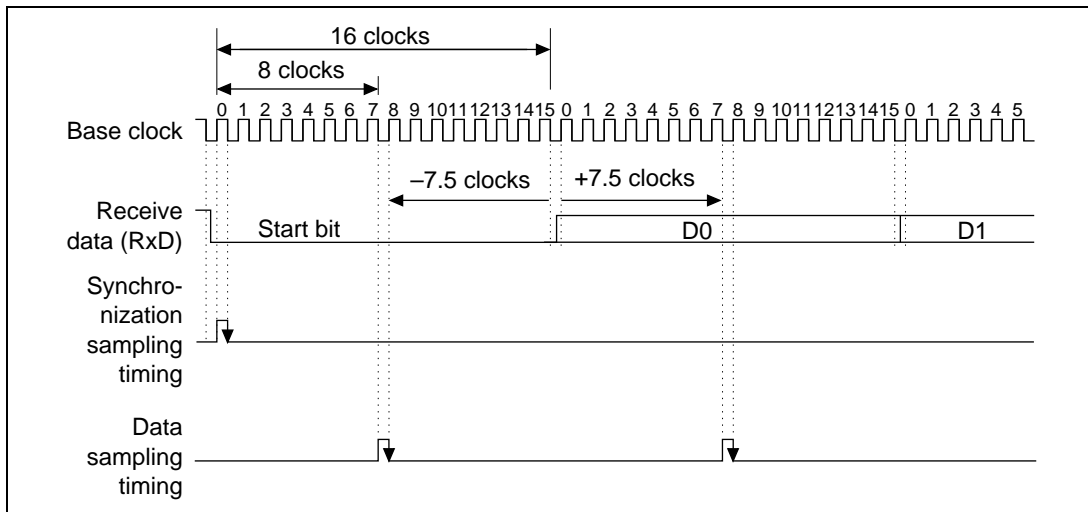 16 clocks
8 clocks
0 1 2 3 4 5 6 7 8 9 10 11 12 13 14 15 0 1 2 3 4 5 6 7 8 9 10 11 12 13 14 15 0 1 2 3 4 5
Base clock
–7.5 clocks +7.5 clocks
Receive
data (RxD)
Start bit D0 D1
Synchro-
nization
sampling
timing
Data
sampling
timing